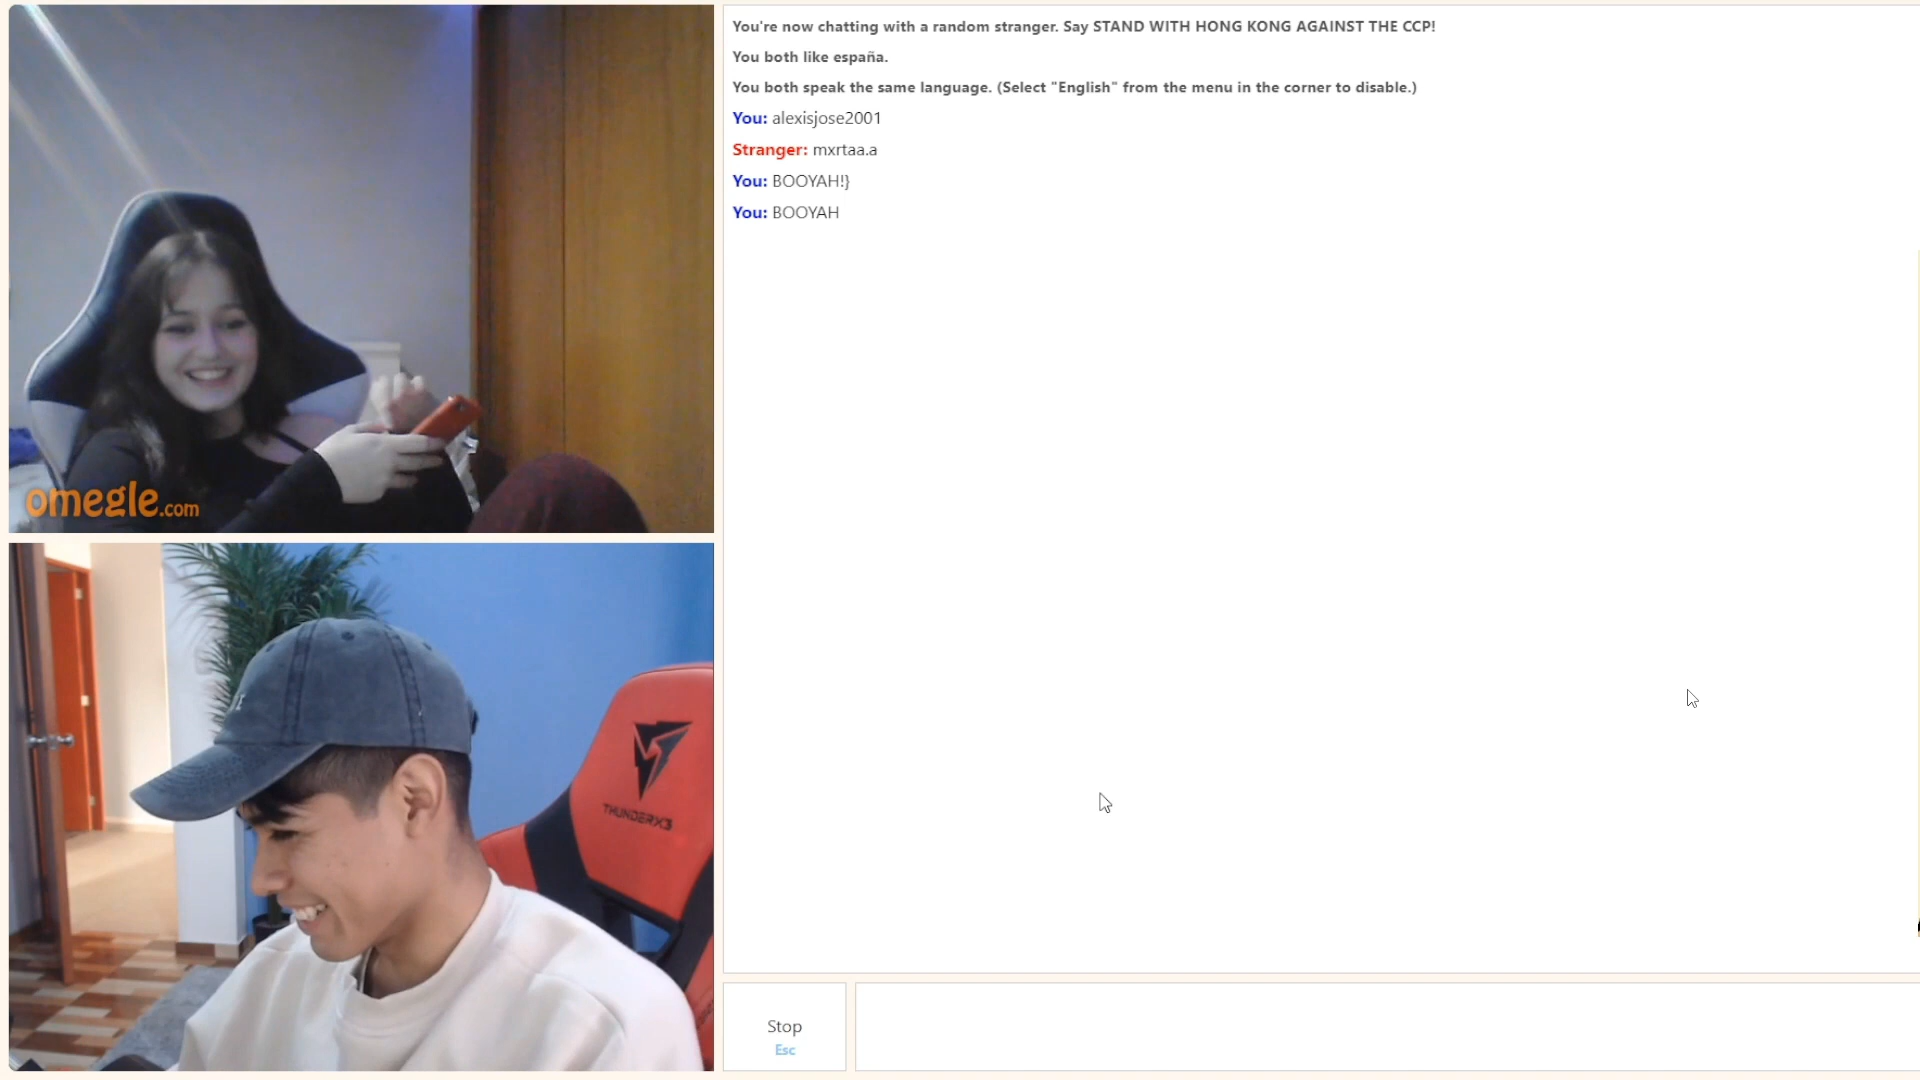 You're now chatting with a random stranger. Say STAND WITH HONG KONG AGAINST THE CCP!
You both like españa.
You both speak the same language. (Select "English" from the menu in the corner to disable.)
You: alexisjose2001
Stranger: mxrtaa.a
You: BOOYAH!}
You: BOOYAH
omegle.com
THUNDERX3
Stop
Esc